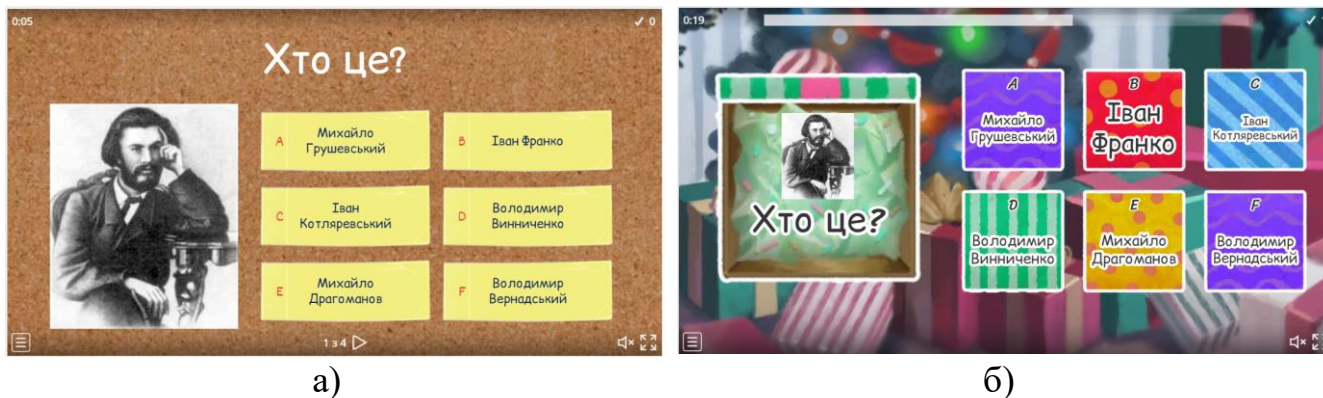 0:05
✓ 0
Хто це?
A
Михайло
Грушевський
B
Іван Франко
C
Іван
Котляревський
D
Володимир
Винниченко
E
Михайло
Драгоманов
F
Володимир
Вернадський
1 з 4
а)
0:19
Хто це?
A
Михайло
Грушевський
B
Іван
Франко
C
Іван
Котляревський
D
Володимир
Винниченко
E
Михайло
Драгоманов
F
Володимир
Вернадський
б)